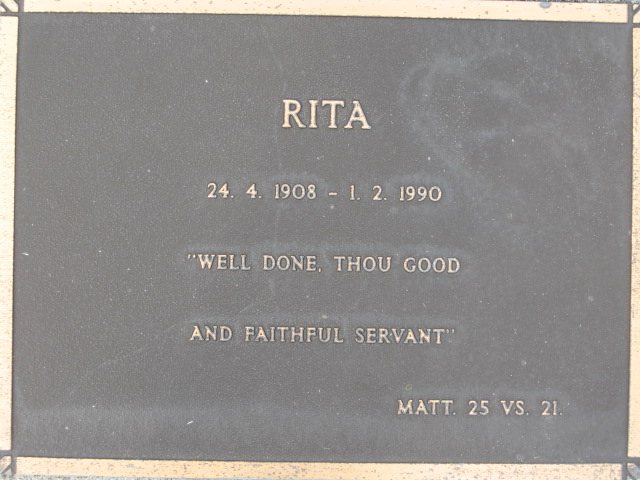 RITA
24. 4. 1908 - 1. 2. 1990
"WELL DONE, THOU GOOD
AND FAITHFUL SERVANT"
MATT. 25 VS. 21.